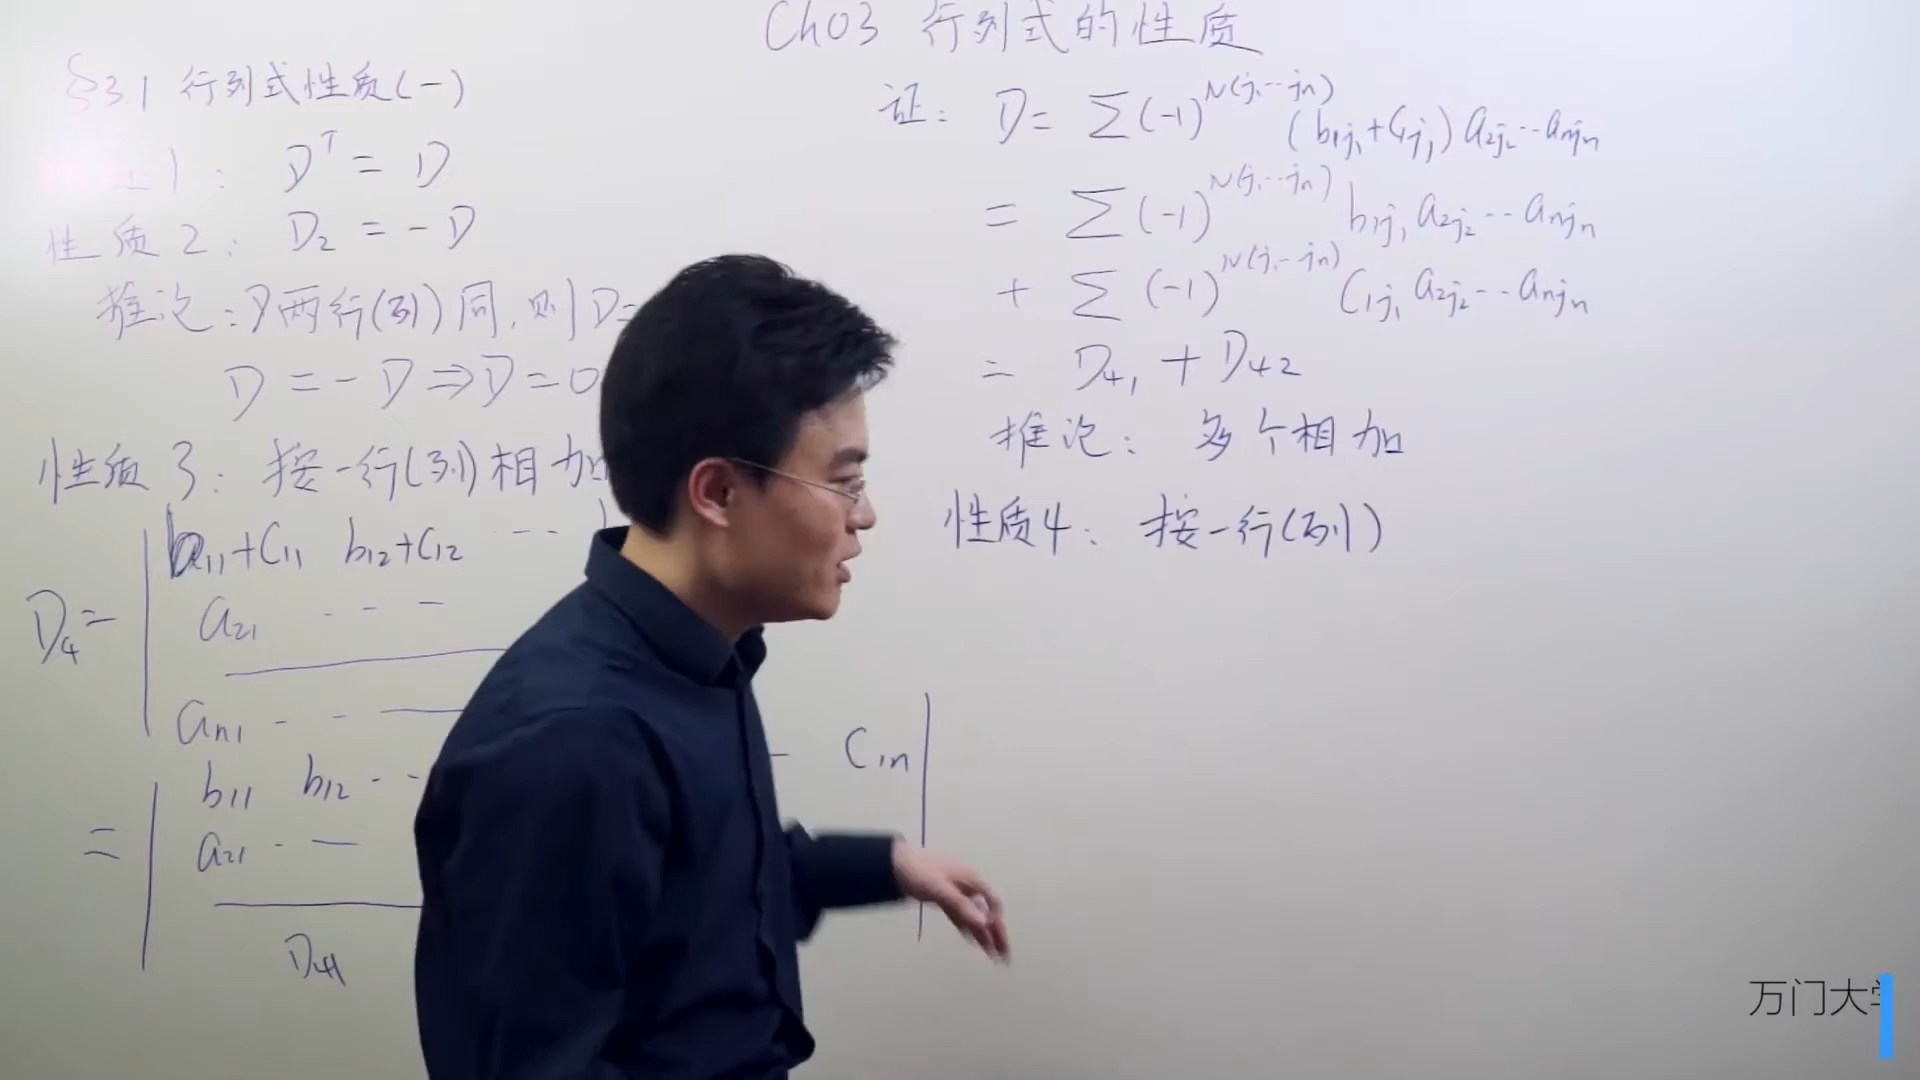 Ch03 行列式的性质
§3.1 行列式性质(一)
1: Dᵀ = D
性质2: D₂ = -D
推论: D两行(列)同,则D=
D = -D ⇒ D = 0
性质3: 按一行(列)相加
D₄ =
b₁₁+C₁₁ b₁₂+C₁₂ ---
a₂₁ ---
aₙ₁ --
=
b₁₁ b₁₂ -- - C₁ₙ
a₂₁ - —
D₄₁
证: D = Σ(-1)^N(j₁--jₙ) (b₁j₁+C₁j₁) a₂j₂--aₙjₙ
= Σ(-1)^N(j₁--jₙ) b₁j₁ a₂j₂--aₙjₙ
+ Σ(-1)^N(j₁--jₙ) C₁j₁ a₂j₂--aₙjₙ
= D₄₁ + D₄₂
推论: 多个相加
性质4: 按一行(列)
万门大学